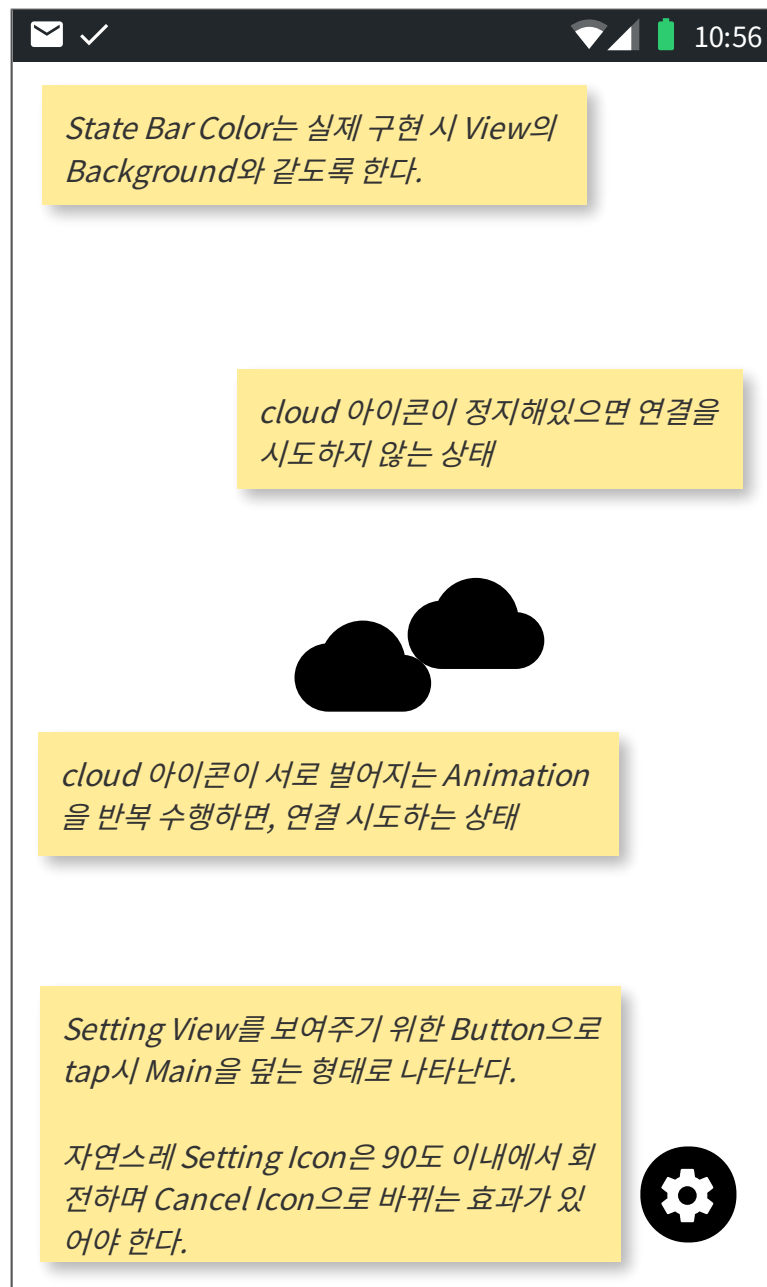 10:56
State Bar Color는 실제 구현 시 View의
Background와 같도록 한다.
cloud 아이콘이 정지해있으면 연결을
시도하지 않는 상태
cloud 아이콘이 서로 벌어지는 Animation
을 반복 수행하면, 연결 시도하는 상태
Setting View를 보여주기 위한 Button으로
tap시 Main을 덮는 형태로 나타난다.
자연스레 Setting Icon은 90도 이내에서 회
전하며 Cancel Icon으로 바뀌는 효과가 있
어야 한다.